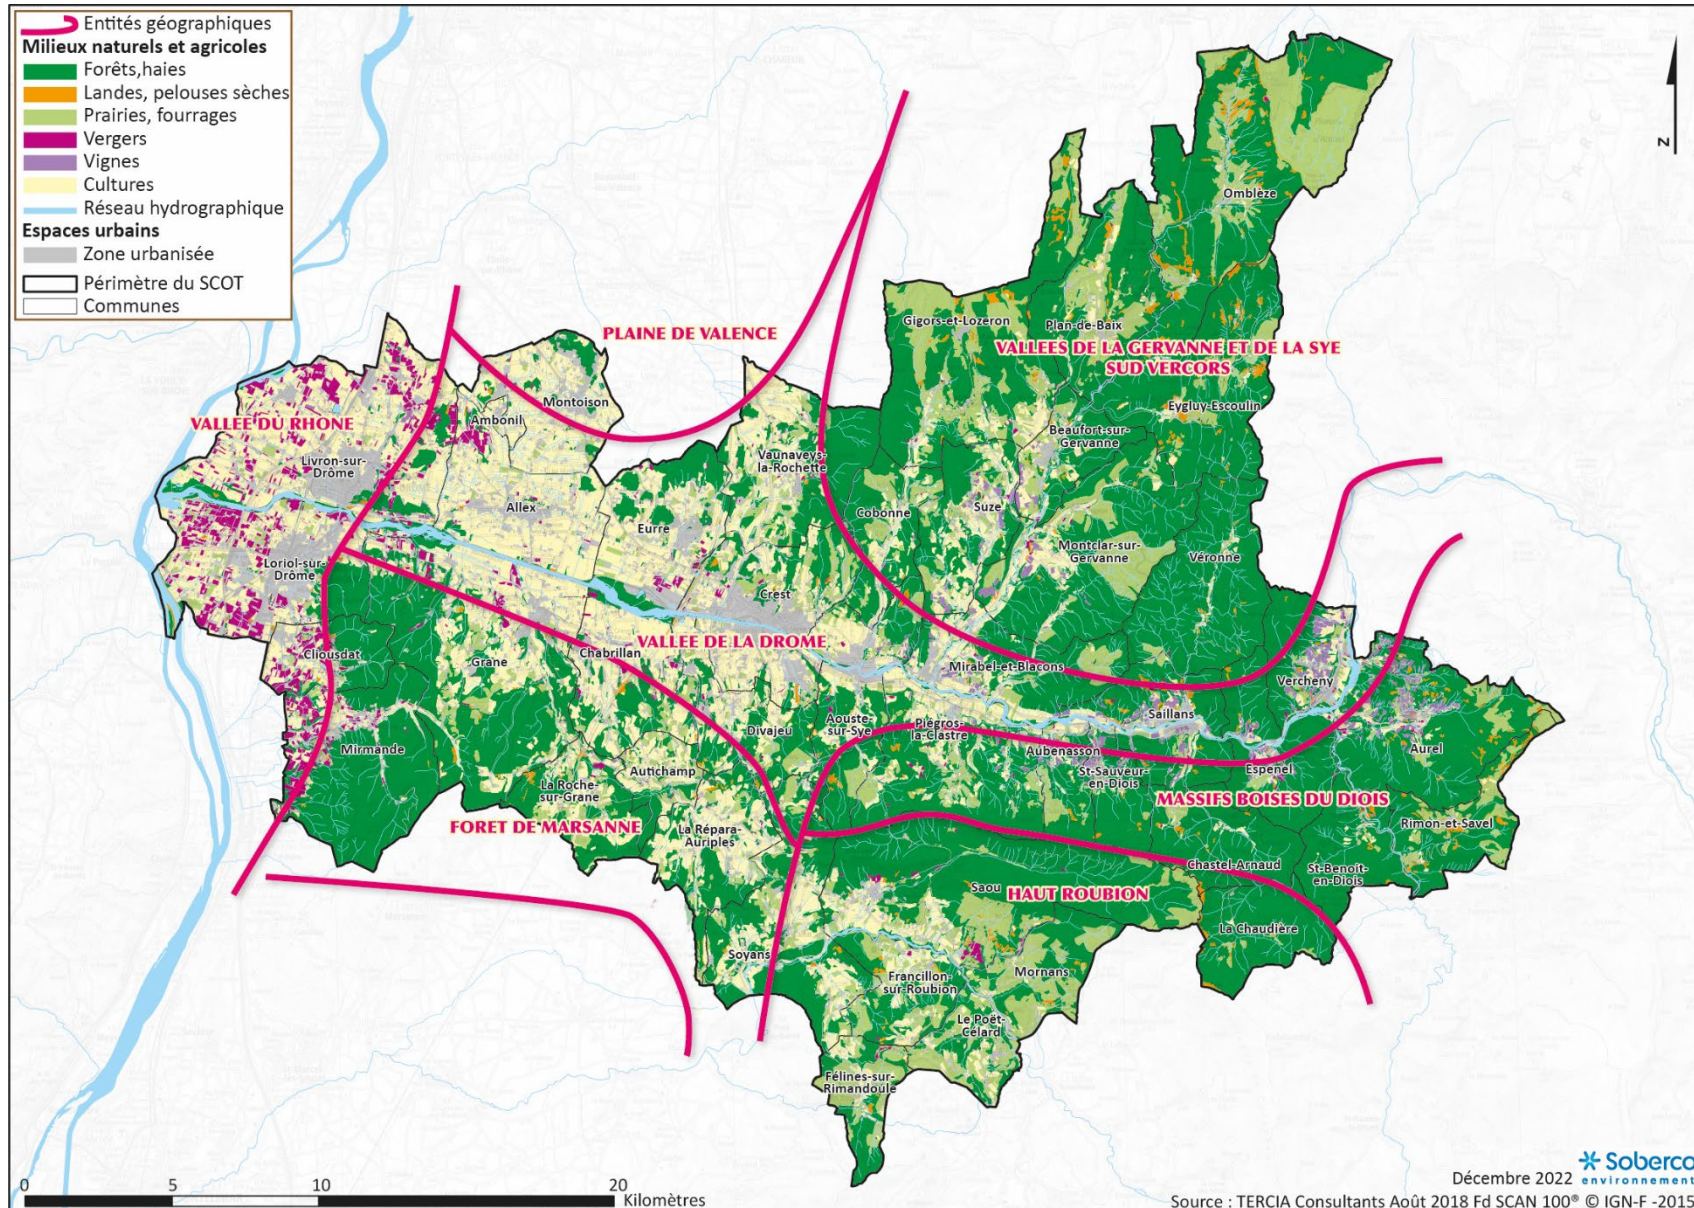 Entités géographiques
Milieux naturels et agricoles
Forêts,haies
Landes, pelouses sèches
Prairies, fourrages
Vergers
Vignes
Cultures
Réseau hydrographique
Espaces urbains
Zone urbanisée
Périmètre du SCOT
Communes
N
Omblèze
PLAINE DE VALENCE
Gigors-et-Lozeron
Plan-de-Baix
VALLEES DE LA GERVANNE ET DE LA SYE
SUD VERCORS
Montoison
Ambonil
Eygluy-Escoulin
VALLEE DU RHONE
Beaufort-sur-
Gervanne
Livron-sur-
Drôme
Vaunaveys-
la-Rochette
Allex
Eurre
Cobonne
Suze
Montclar-sur-
Gervanne
Véronne
Loriol-sur-
Drôme
Crest
VALLEE DE LA DROME
Cliousdat
Grane
Chabrillan
Mirabel-et-Blacons
Vercheny
Saillans
Mirmande
Divajeu
Aouste-
sur-Sye
Piégros-
la-Clastre
Aubenasson
Aurel
St-Sauveur-
en-Diois
Espenel
Autichamp
La Roche-
sur-Grane
MASSIFS BOISES DU DIOIS
FORET DE MARSANNE
La Répara-
Auriples
Rimon-et-Savel
Chastel-Arnaud
St-Benoit-
en-Diois
Saou
HAUT ROUBION
La Chaudière
Soyans
Francillon-
sur-Roubion
Mornans
Le Poët-
Célard
Félines-sur-
Rimandoule
0 5 10 20
Kilomètres
Décembre 2022
Soberco
environnement
Source : TERCIA Consultants Août 2018 Fd SCAN 100® © IGN-F -2015